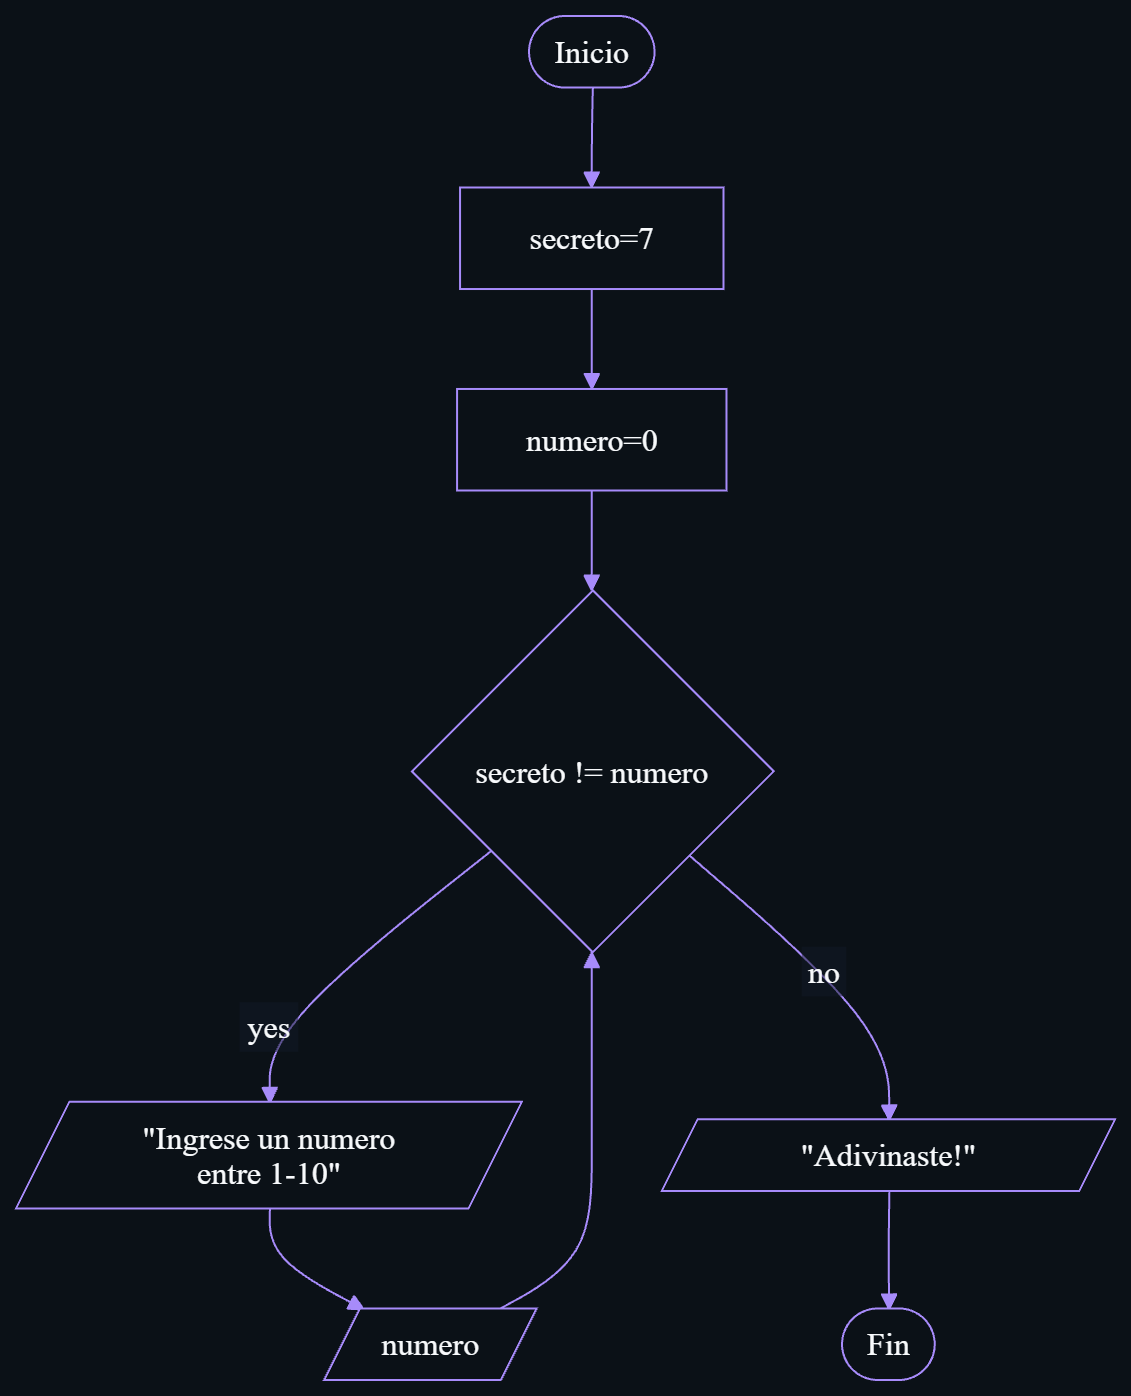 Inicio
secreto=7
numero=0
secreto != numero
yes
no
"Ingrese un numero
entre 1-10"
"Adivinaste!"
numero
Fin